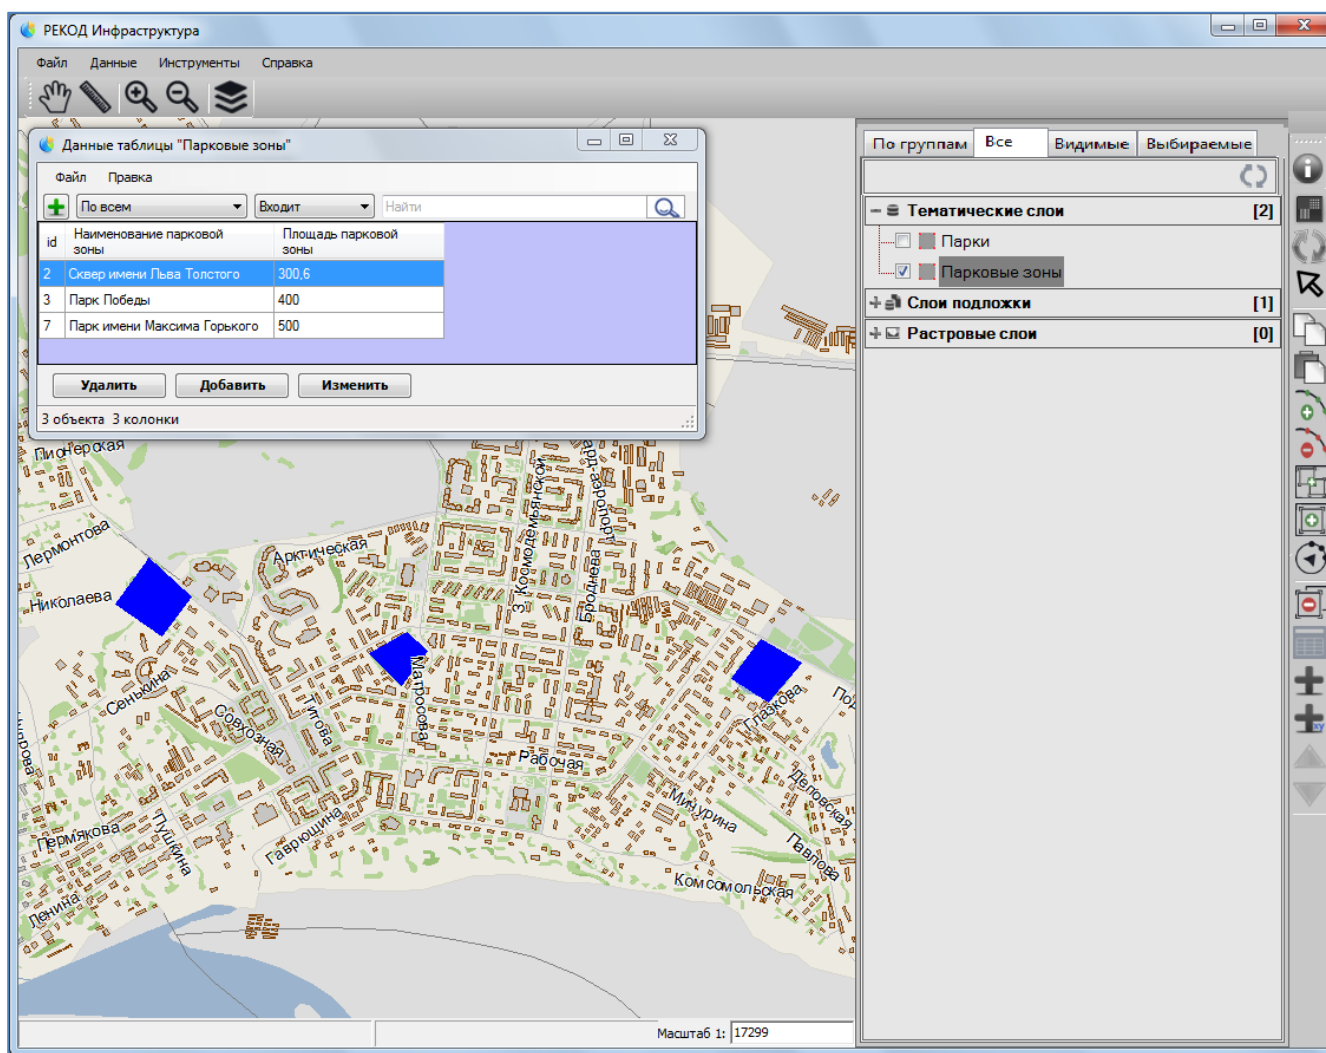 РЕКОД Инфраструктура
Файл Данные Инструменты Справка
Данные таблицы "Парковые зоны"
Файл Правка
По всем Входит Найти
id Наименование парковой зоны Площадь парковой зоны
2 Сквер имени Льва Толстого 300,6
3 Парк Победы 400
7 Парк имени Максима Горького 500
Удалить Добавить Изменить
3 объекта 3 колонки
По группам Все Видимые Выбираемые
Тематические слои [2]
Парки
Парковые зоны
Слои подложки [1]
Растровые слои [0]
Пионерская
Лермонтова
Арктическая
Николаева
З. Космодемьянской
Броднева
Сенькина
Совхозная
Титова
Матросова
Глазкова
Рабочая
Мичурина
Деповская
Павлова
Пермякова
Пушкина
Гаврюшина
Комсомольская
Ленина
Масштаб 1: 17299